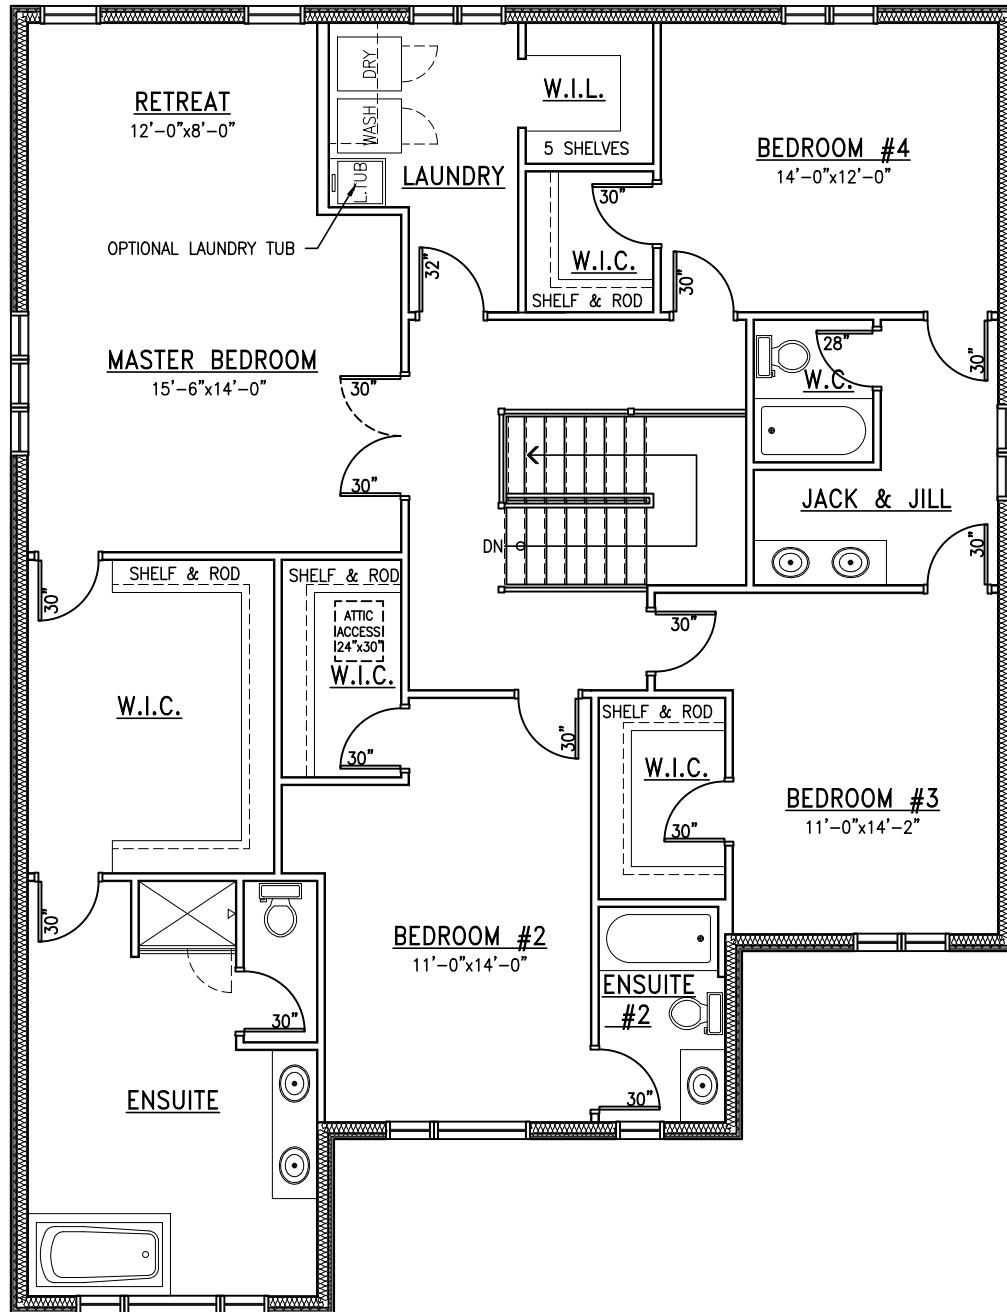 RETREAT
12'-0"x8'-0"
DRY
WASH
L.TUB
LAUNDRY
W.I.L.
5 SHELVES
BEDROOM #4
14'-0"x12'-0"
OPTIONAL LAUNDRY TUB
32"
30"
W.I.C.
SHELF & ROD
30"
MASTER BEDROOM
15'-6"x14'-0"
30"
30"
28"
W.C.
30"
JACK & JILL
30"
DN
SHELF & ROD
30"
W.I.C.
SHELF & ROD
ATTIC
ACCESS
24"x30"
W.I.C.
30"
30"
30"
SHELF & ROD
W.I.C.
30"
BEDROOM #3
11'-0"x14'-2"
30"
30"
BEDROOM #2
11'-0"x14'-0"
ENSUITE
#2
30"
ENSUITE